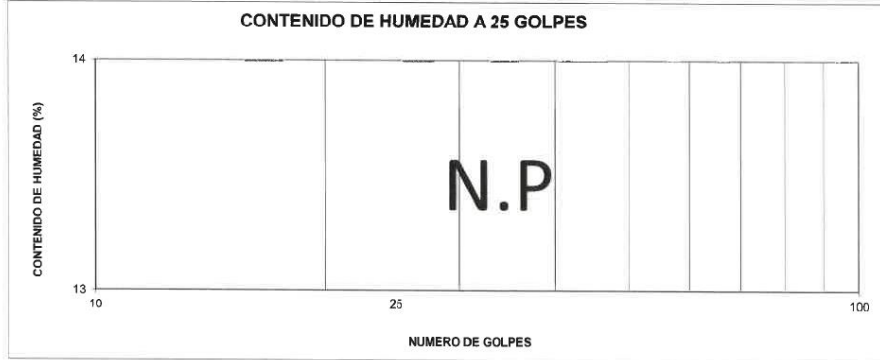 CONTENIDO DE HUMEDAD A 25 GOLPES
14
CONTENIDO DE HUMEDAD (%)
N.P
13
10 25 100
NUMERO DE GOLPES